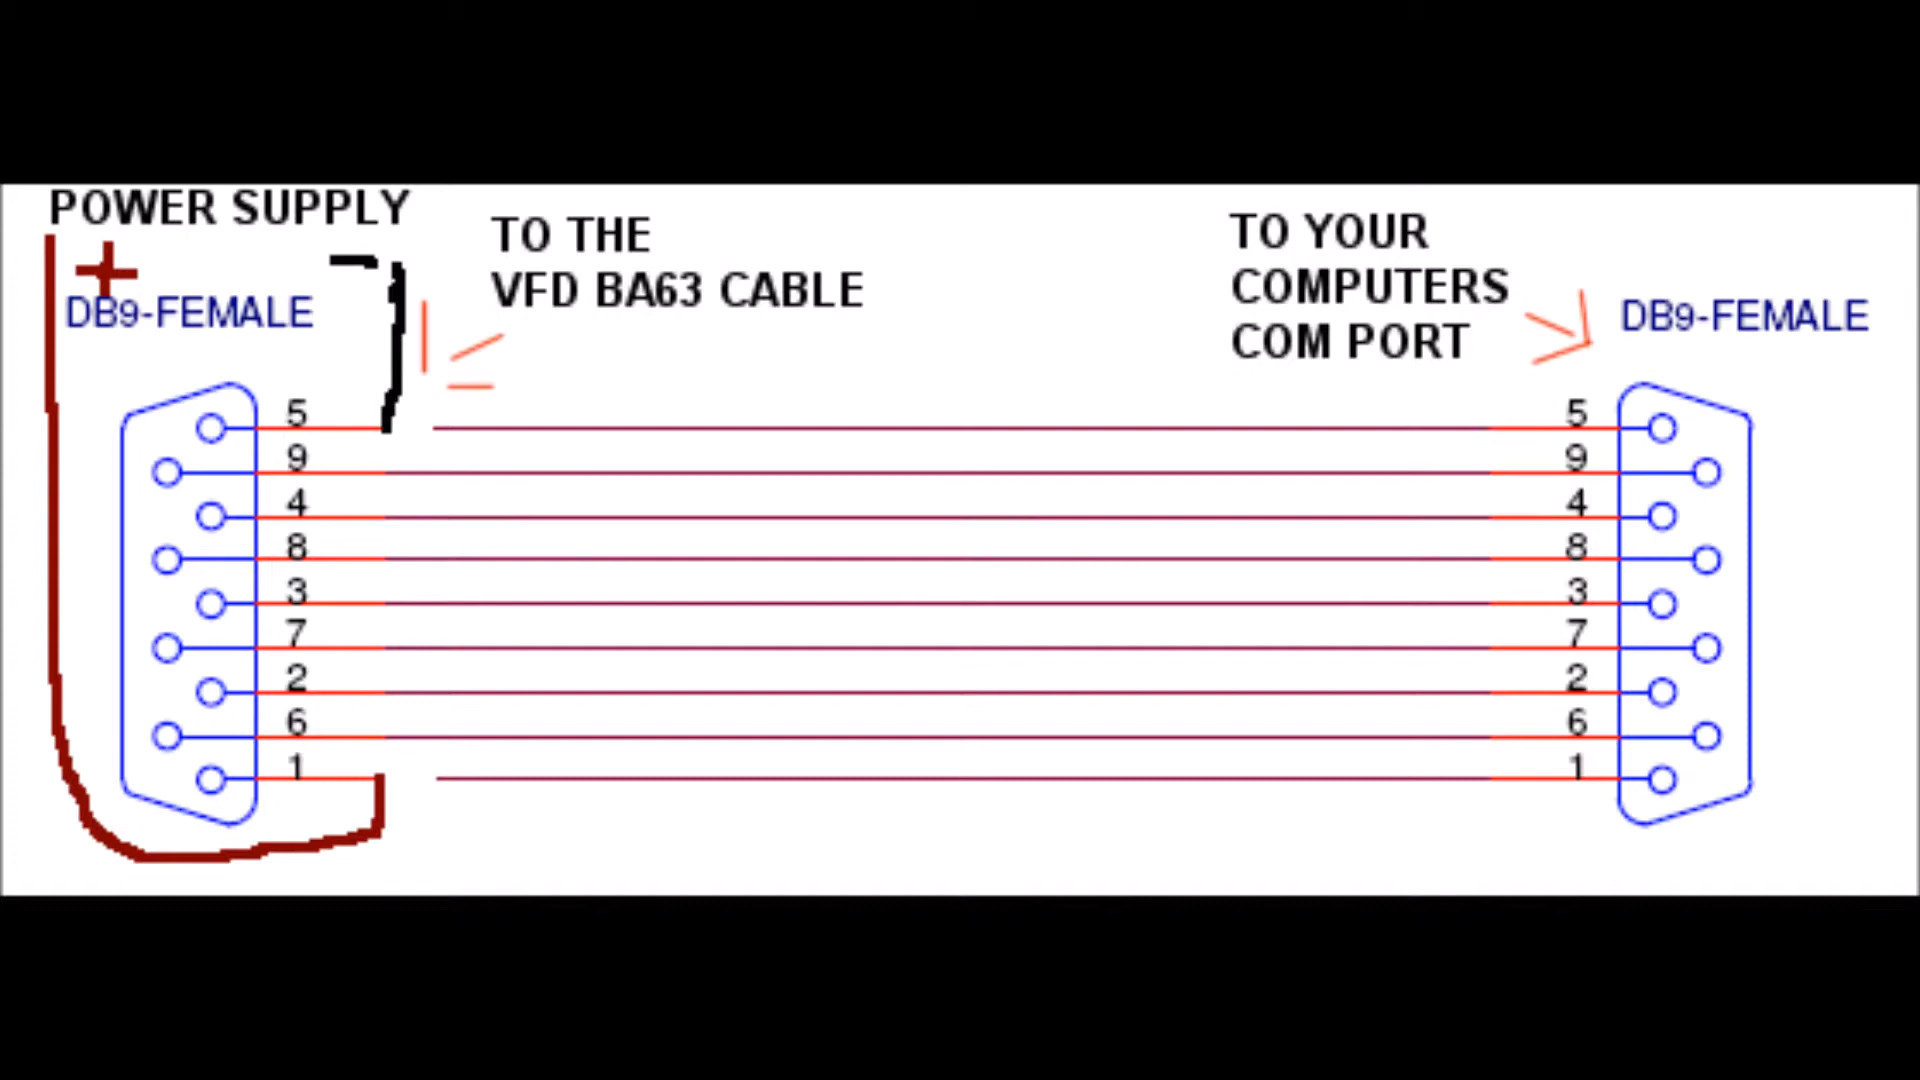 POWER SUPPLY
+ -
DB9-FEMALE
TO THE
VFD BA63 CABLE
TO YOUR
COMPUTERS
COM PORT
DB9-FEMALE
5 5
9 9
4 4
8 8
3 3
7 7
2 2
6 6
1 1